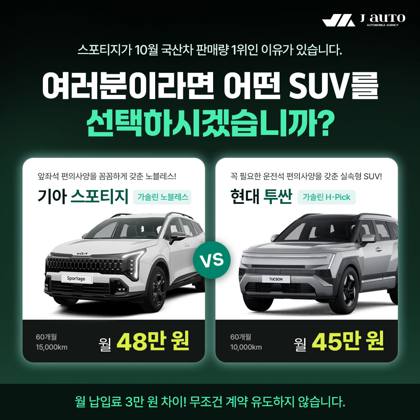 J AUTO
AUTOMOBILE AGENCY
스포티지가 10월 국산차 판매량 1위인 이유가 있습니다.
여러분이라면 어떤 SUV를
선택하시겠습니까?
앞좌석 편의사양을 꼼꼼하게 갖춘 노블레스!
기아 스포티지 가솔린 노블레스
Sportage
60개월
15,000km
월 48만 원
VS
꼭 필요한 운전석 편의사양을 갖춘 실속형 SUV!
현대 투싼 가솔린 H-Pick
TUCSON
60개월
10,000km
월 45만 원
월 납입료 3만 원 차이! 무조건 계약 유도하지 않습니다.